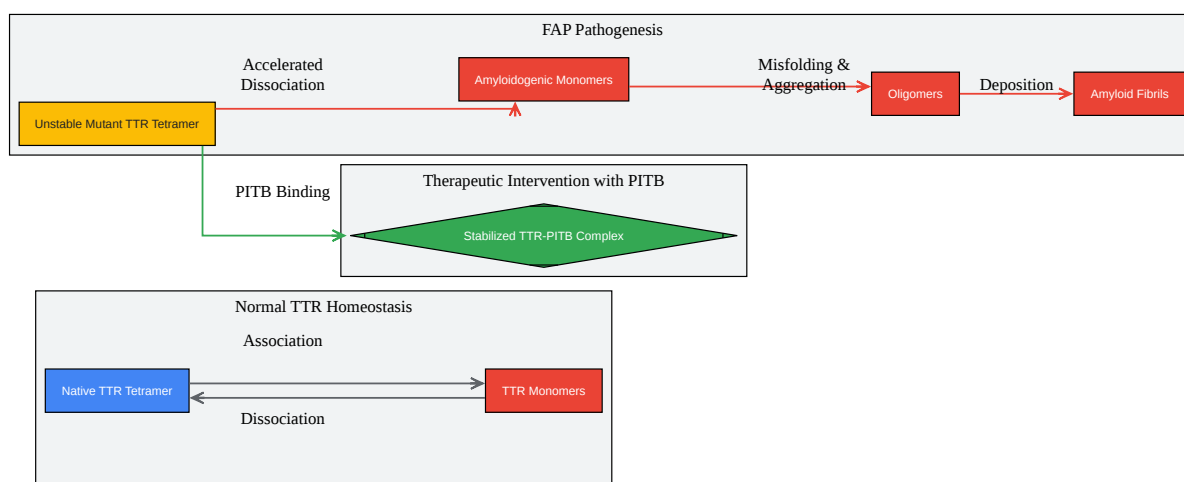 FAP Pathogenesis
Accelerated
Dissociation
Misfolding &
Aggregation
Amyloidogenic Monomers
Oligomers
Deposition
Amyloid Fibrils
Unstable Mutant TTR Tetramer
PITB Binding
Therapeutic Intervention with PITB
Stabilized TTR-PITB Complex
Normal TTR Homeostasis
Association
Native TTR Tetramer
TTR Monomers
Dissociation